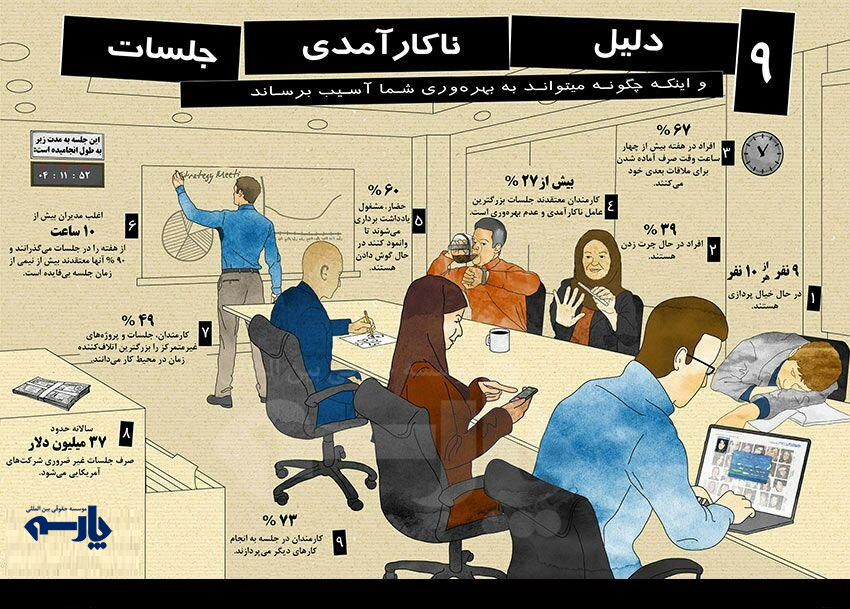 ۹ دلیل ناکارآمدی جلسات
و اینکه چگونه میتواند به بهره‌وری شما آسیب برساند
این جلسه به مدت زیر
به طول انجامیده است:
۰۴ : ۱۱ : ۵۲
Strategy Meets
۱
۹ نفر از هر ۱۰ نفر
در حال خیال پردازی
هستند.
۲
۳۹ %
افراد در حال چرت زدن
هستند.
۳
۶۷ %
افراد در هفته بیش از چهار
ساعت وقت صرف آماده شدن
برای ملاقات بعدی خود
می‌کنند.
۴
بیش از ۲۷ %
کارمندان معتقدند جلسات بزرگترین
عامل ناکارآمدی و عدم بهره‌وری است.
۵
۶۰ %
حضار، مشغول
یادداشت برداری
می‌شوند تا
وانمود کنند در
حال گوش دادن
هستند.
۶
اغلب مدیران بیش از
۱۰ ساعت
از هفته را در جلسات می‌گذرانند و
۹۰ % آنها معتقدند بیش از نیمی از
زمان جلسه بی‌فایده است.
۷
۴۹ %
کارمندان، جلسات و پروژه‌های
غیرمتمرکز را بزرگترین اتلاف‌کننده
زمان در محیط کار می‌دانند.
۸
سالانه حدود
۳۷ میلیون دلار
صرف جلسات غیر ضروری شرکت‌های
آمریکایی می‌شود.
۹
۷۳ %
کارمندان در جلسه به انجام
کارهای دیگر می‌پردازند.
موسسه حقوقی بین المللی
پارسه